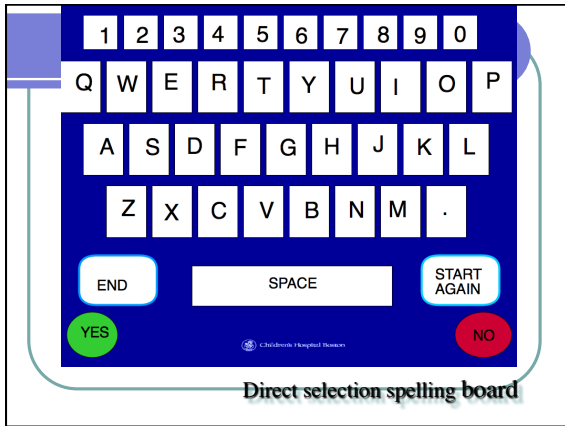 1 2 3 4 5 6 7 8 9 0
Q W E R T Y U I O P
A S D F G H J K L
Z X C V B N M .
END SPACE START
AGAIN
YES NO
Children's Hospital Boston
Direct selection spelling board